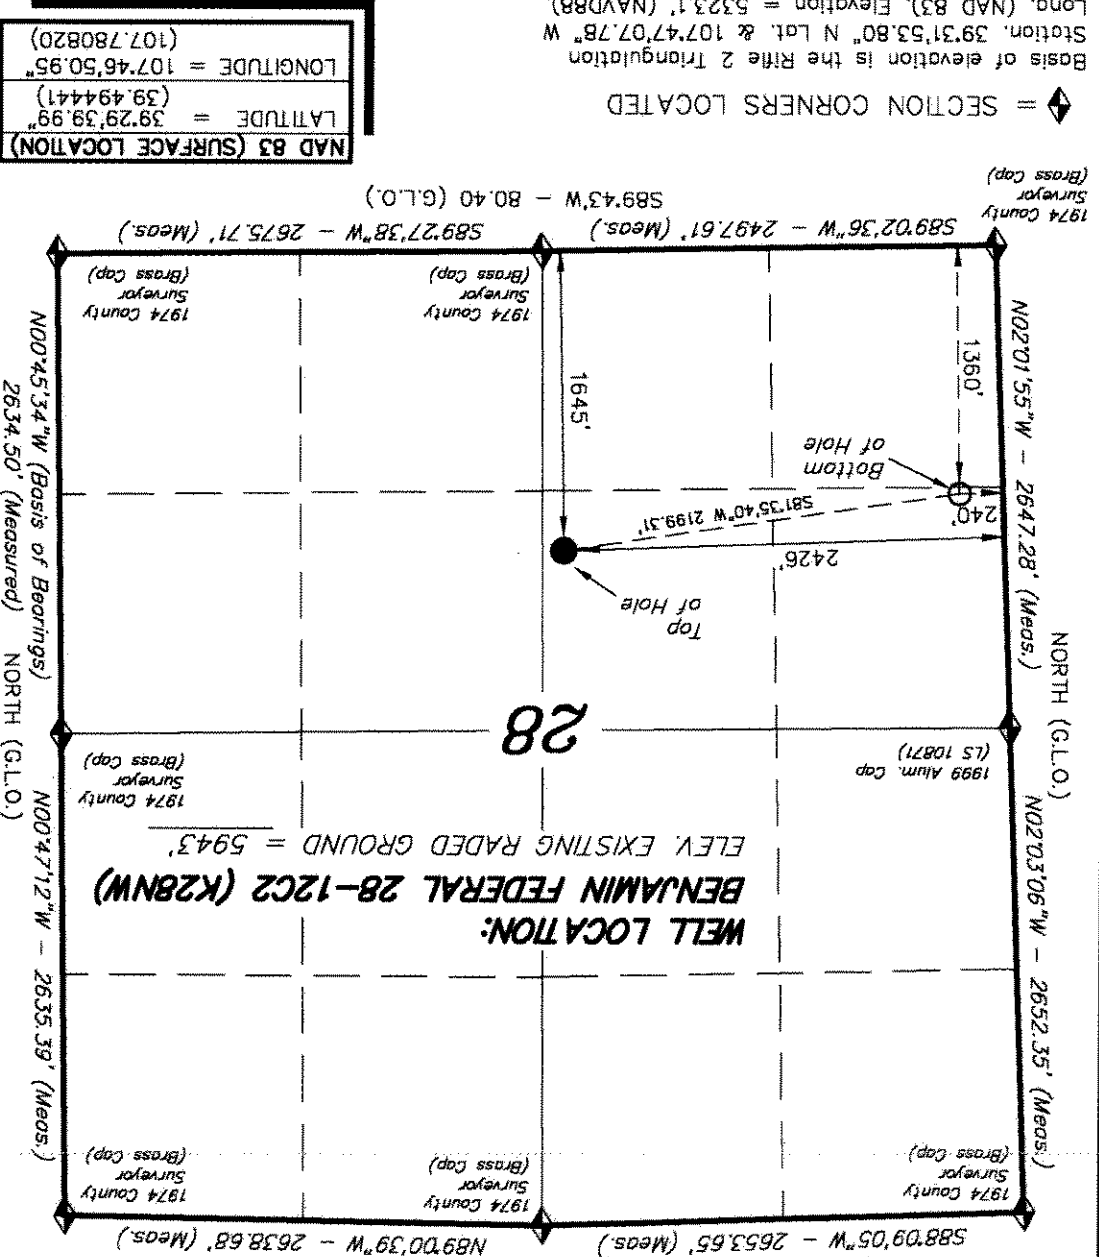 S88°09'05"W - 2653.65' (Meas.)
N89°00'39"W - 2638.68' (Meas.)
1974 County
Surveyor
(Brass Cap)
1974 County
Surveyor
(Brass Cap)
1974 County
Surveyor
(Brass Cap)
N02°03'06"W - 2652.35' (Meas.)
N00°47'12"W - 2635.39' (Meas.)
WELL LOCATION:
BENJAMIN FEDERAL 28-12C2 (K28NW)
ELEV. EXISTING RADED GROUND = 5943'
1999 Alum. Cap
(LS 10871)
1974 County
Surveyor
(Brass Cap)
NORTH (G.L.O.)
NORTH (G.L.O.)
28
Top
of Hole
2426'
240'
S81°35'40"W 2199.31'
Bottom
of Hole
1360'
1645'
N02°01'55"W - 2647.28' (Meas.)
N00°45'34"W (Basis of Bearings)
2634.50' (Measured)
1974 County
Surveyor
(Brass Cap)
1974 County
Surveyor
(Brass Cap)
1974 County
Surveyor
(Brass Cap)
S89°02'36"W - 2497.61' (Meas.)
S89°27'38"W - 2675.71' (Meas.)
S89°43'W - 80.40 (G.L.O.)
= SECTION CORNERS LOCATED
Basis of elevation is the Rifle 2 Triangulation
Station. 39°31'53.80" N Lat. & 107°47'07.78" W
Long. (NAD 83). Elevation = 5323.1' (NAVD88)
NAD 83 (SURFACE LOCATION)
LATITUDE = 39°29'39.99"
(39.494441)
LONGITUDE = 107°46'50.95"
(107.780820)